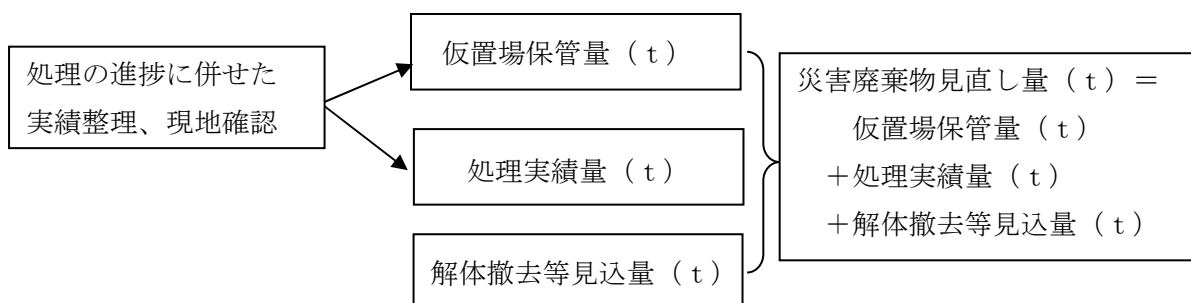 処理の進捗に併せた
実績整理、現地確認
仮置場保管量（ｔ）
処理実績量（ｔ）
解体撤去等見込量（ｔ）
災害廃棄物見直し量（ｔ）＝
仮置場保管量（ｔ）
＋処理実績量（ｔ）
＋解体撤去等見込量（ｔ）